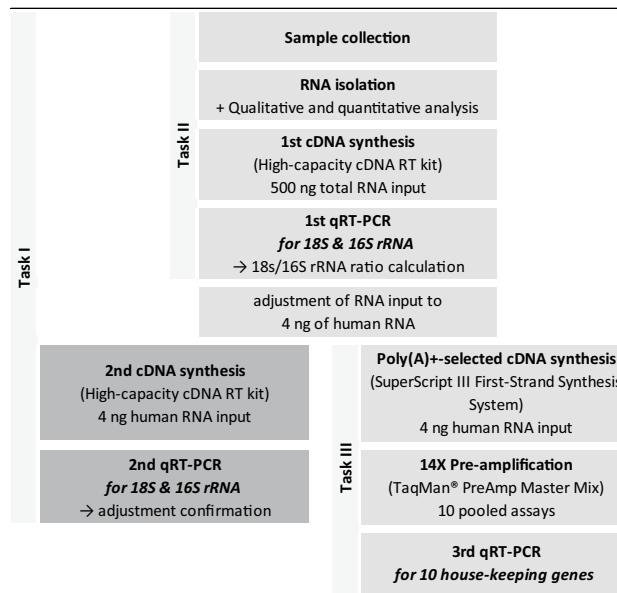 Sample collection
RNA isolation
+ Qualitative and quantitative analysis
Task II
1st cDNA synthesis
(High-capacity cDNA RT kit)
500 ng total RNA input
1st qRT-PCR
for 18S & 16S rRNA
→ 18s/16S rRNA ratio calculation
Task I
adjustment of RNA input to
4 ng of human RNA
2nd cDNA synthesis
(High-capacity cDNA RT kit)
4 ng human RNA input
2nd qRT-PCR
for 18S & 16S rRNA
→ adjustment confirmation
Task III
Poly(A)+-selected cDNA synthesis
(SuperScript III First-Strand Synthesis
System)
4 ng human RNA input
14X Pre-amplification
(TaqMan® PreAmp Master Mix)
10 pooled assays
3rd qRT-PCR
for 10 house-keeping genes